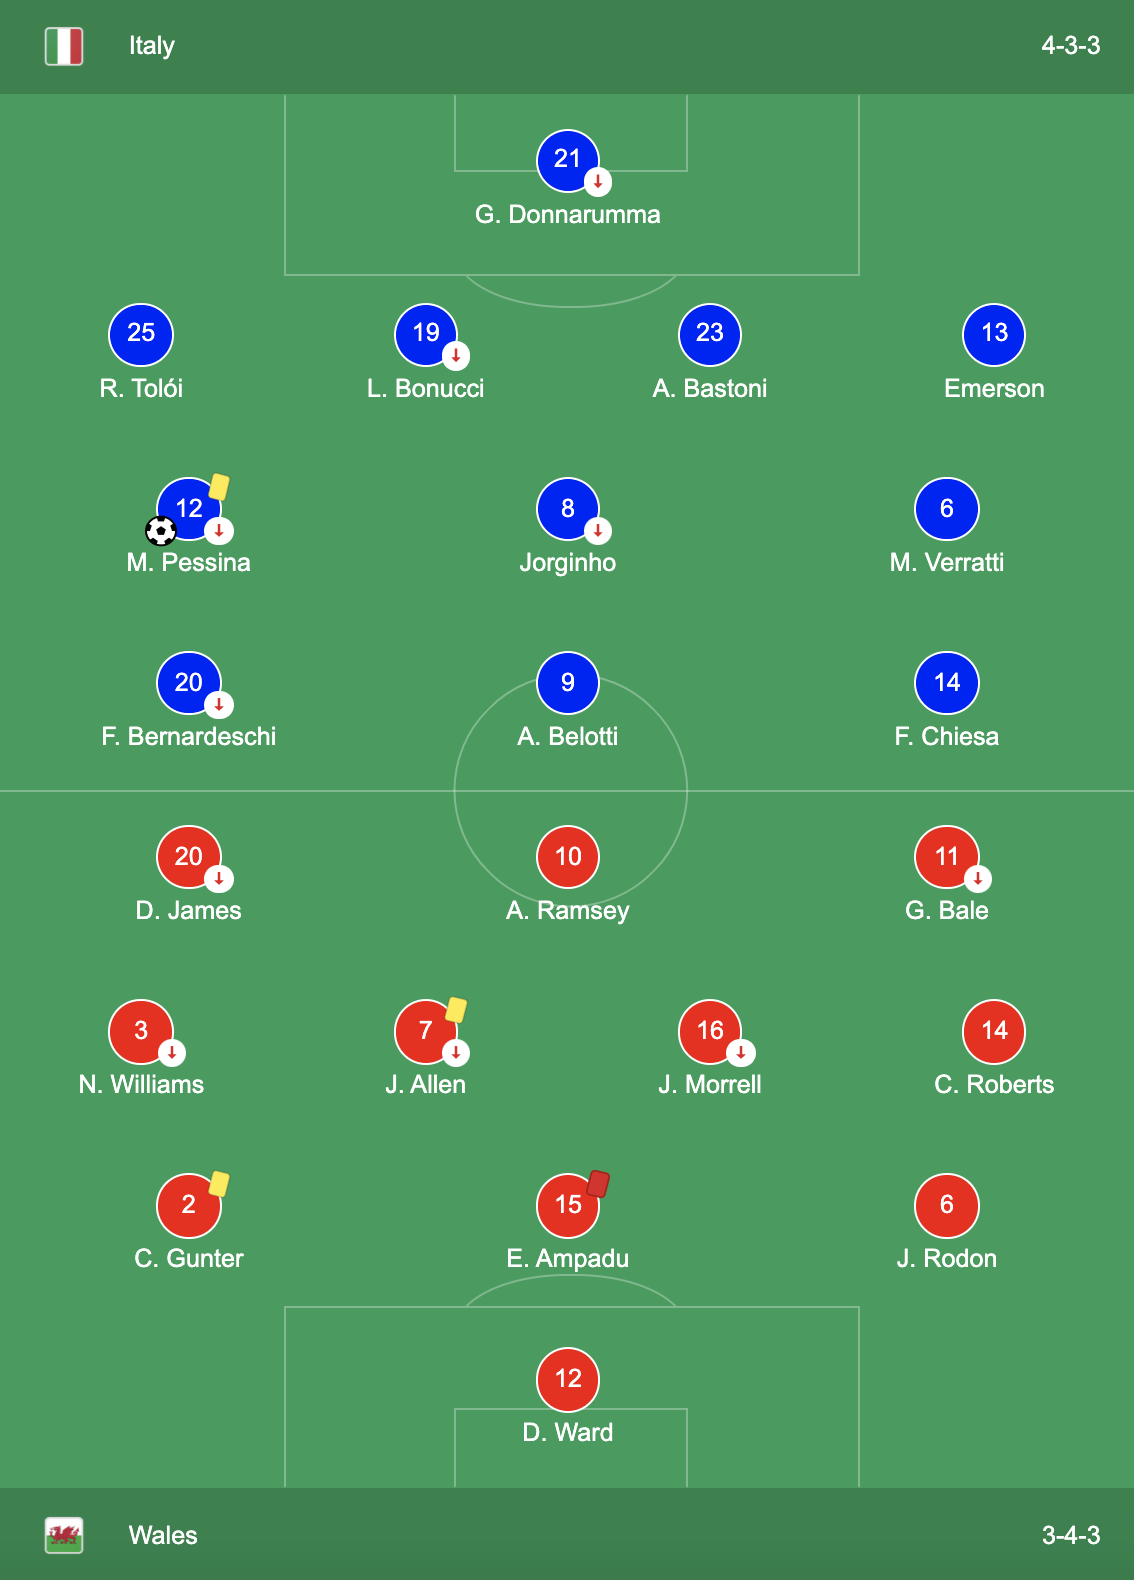 Italy 4-3-3
21
G. Donnarumma
25 19 23 13
R. Tolói L. Bonucci A. Bastoni Emerson
12 8 6
M. Pessina Jorginho M. Verratti
20 9 14
F. Bernardeschi A. Belotti F. Chiesa
20 10 11
D. James A. Ramsey G. Bale
3 7 16 14
N. Williams J. Allen J. Morrell C. Roberts
2 15 6
C. Gunter E. Ampadu J. Rodon
12
D. Ward
Wales 3-4-3